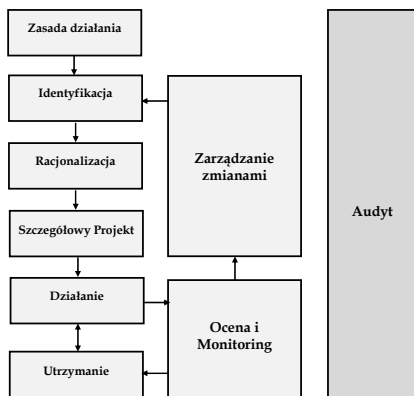 Zasada działania
Identyfikacja
Racjonalizacja
Szczegółowy Projekt
Działanie
Utrzymanie
Zarządzanie
zmianami
Ocena i
Monitoring
Audyt